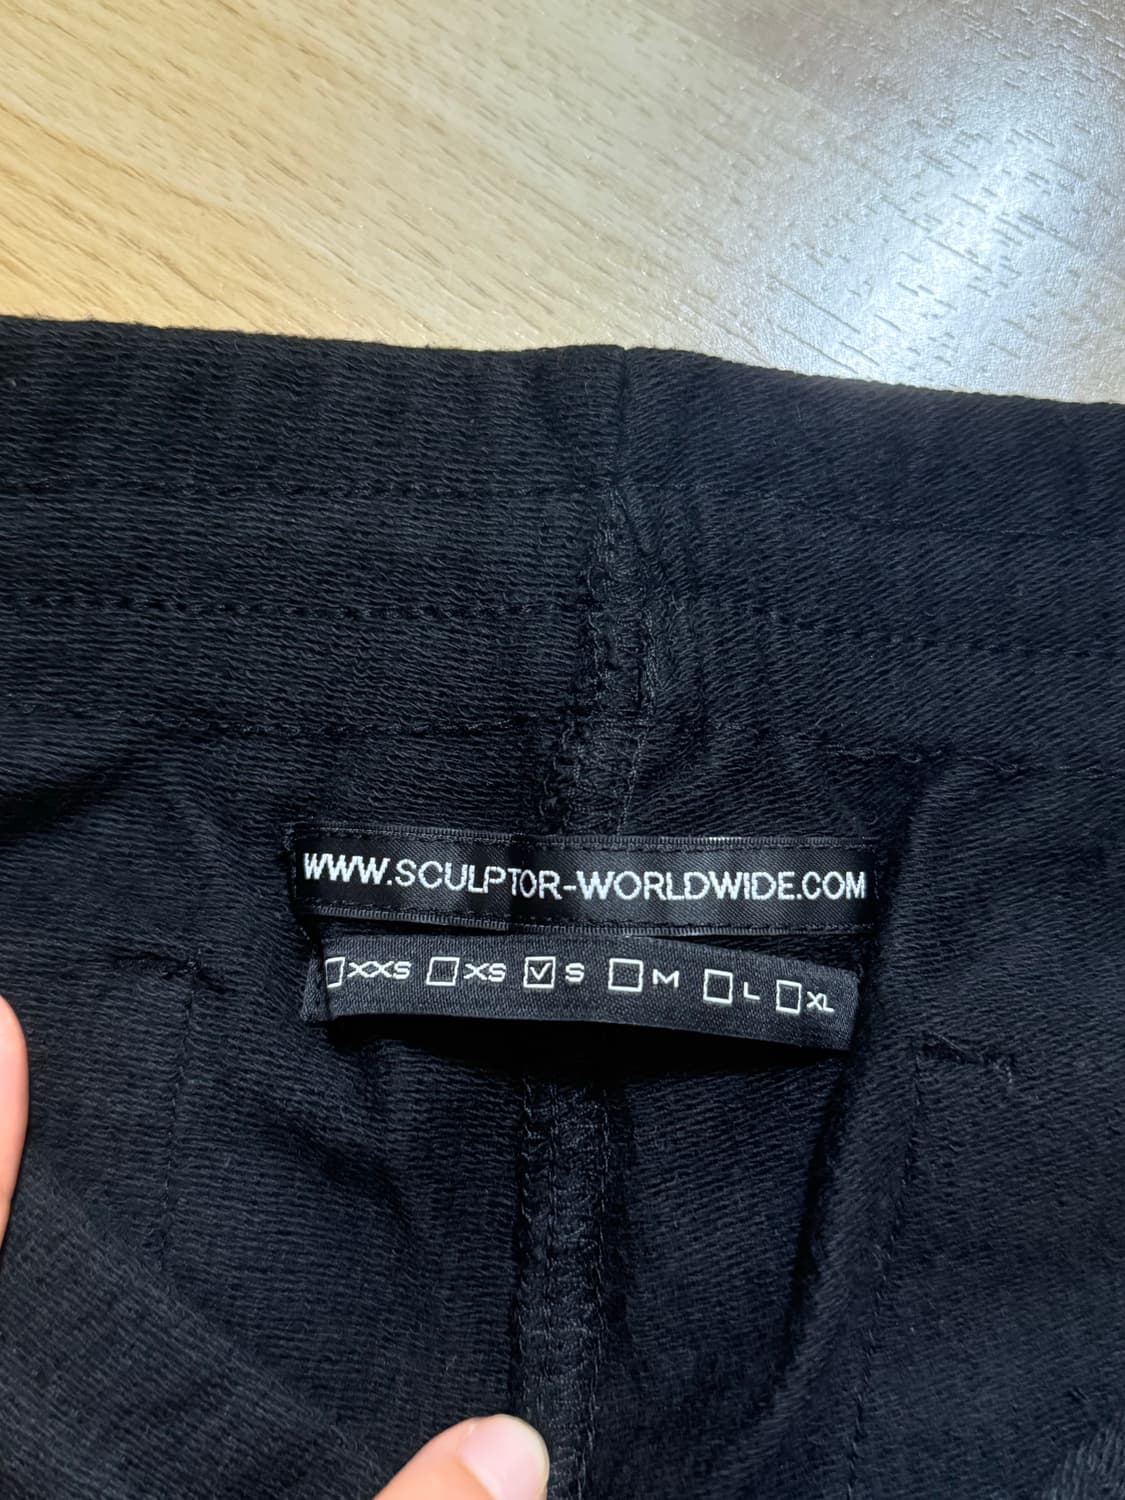 WWW.SCULPTOR-WORLDWIDE.COM
☐XXS ☐XS ☑S ☐M ☐L ☐XL